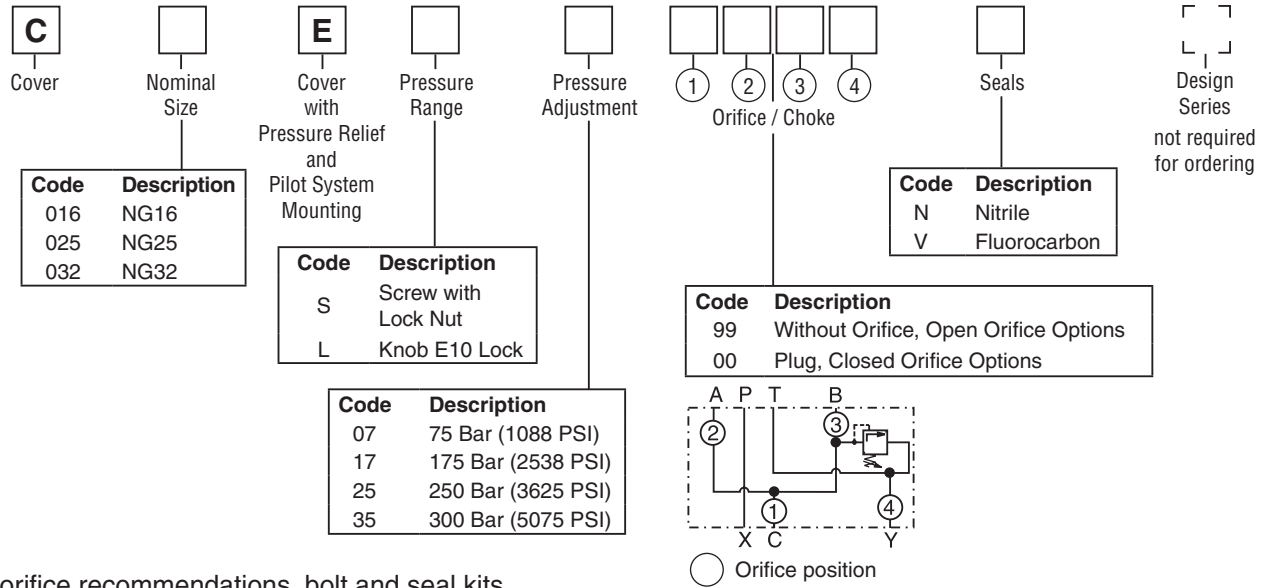 C
E
Cover
Nominal
Size
Cover
with
Pressure Relief
and
Pilot System
Mounting
Pressure
Range
Pressure
Adjustment
1 2 3 4
Orifice / Choke
Seals
Design
Series
not required
for ordering
Code Description
016 NG16
025 NG25
032 NG32
Code Description
S Screw with
Lock Nut
L Knob E10 Lock
Code Description
07 75 Bar (1088 PSI)
17 175 Bar (2538 PSI)
25 250 Bar (3625 PSI)
35 300 Bar (5075 PSI)
Code Description
N Nitrile
V Fluorocarbon
Code Description
99 Without Orifice, Open Orifice Options
00 Plug, Closed Orifice Options
A P T B
2 3
1 4
X C Y
Orifice position
orifice recommendations, bolt and seal kits